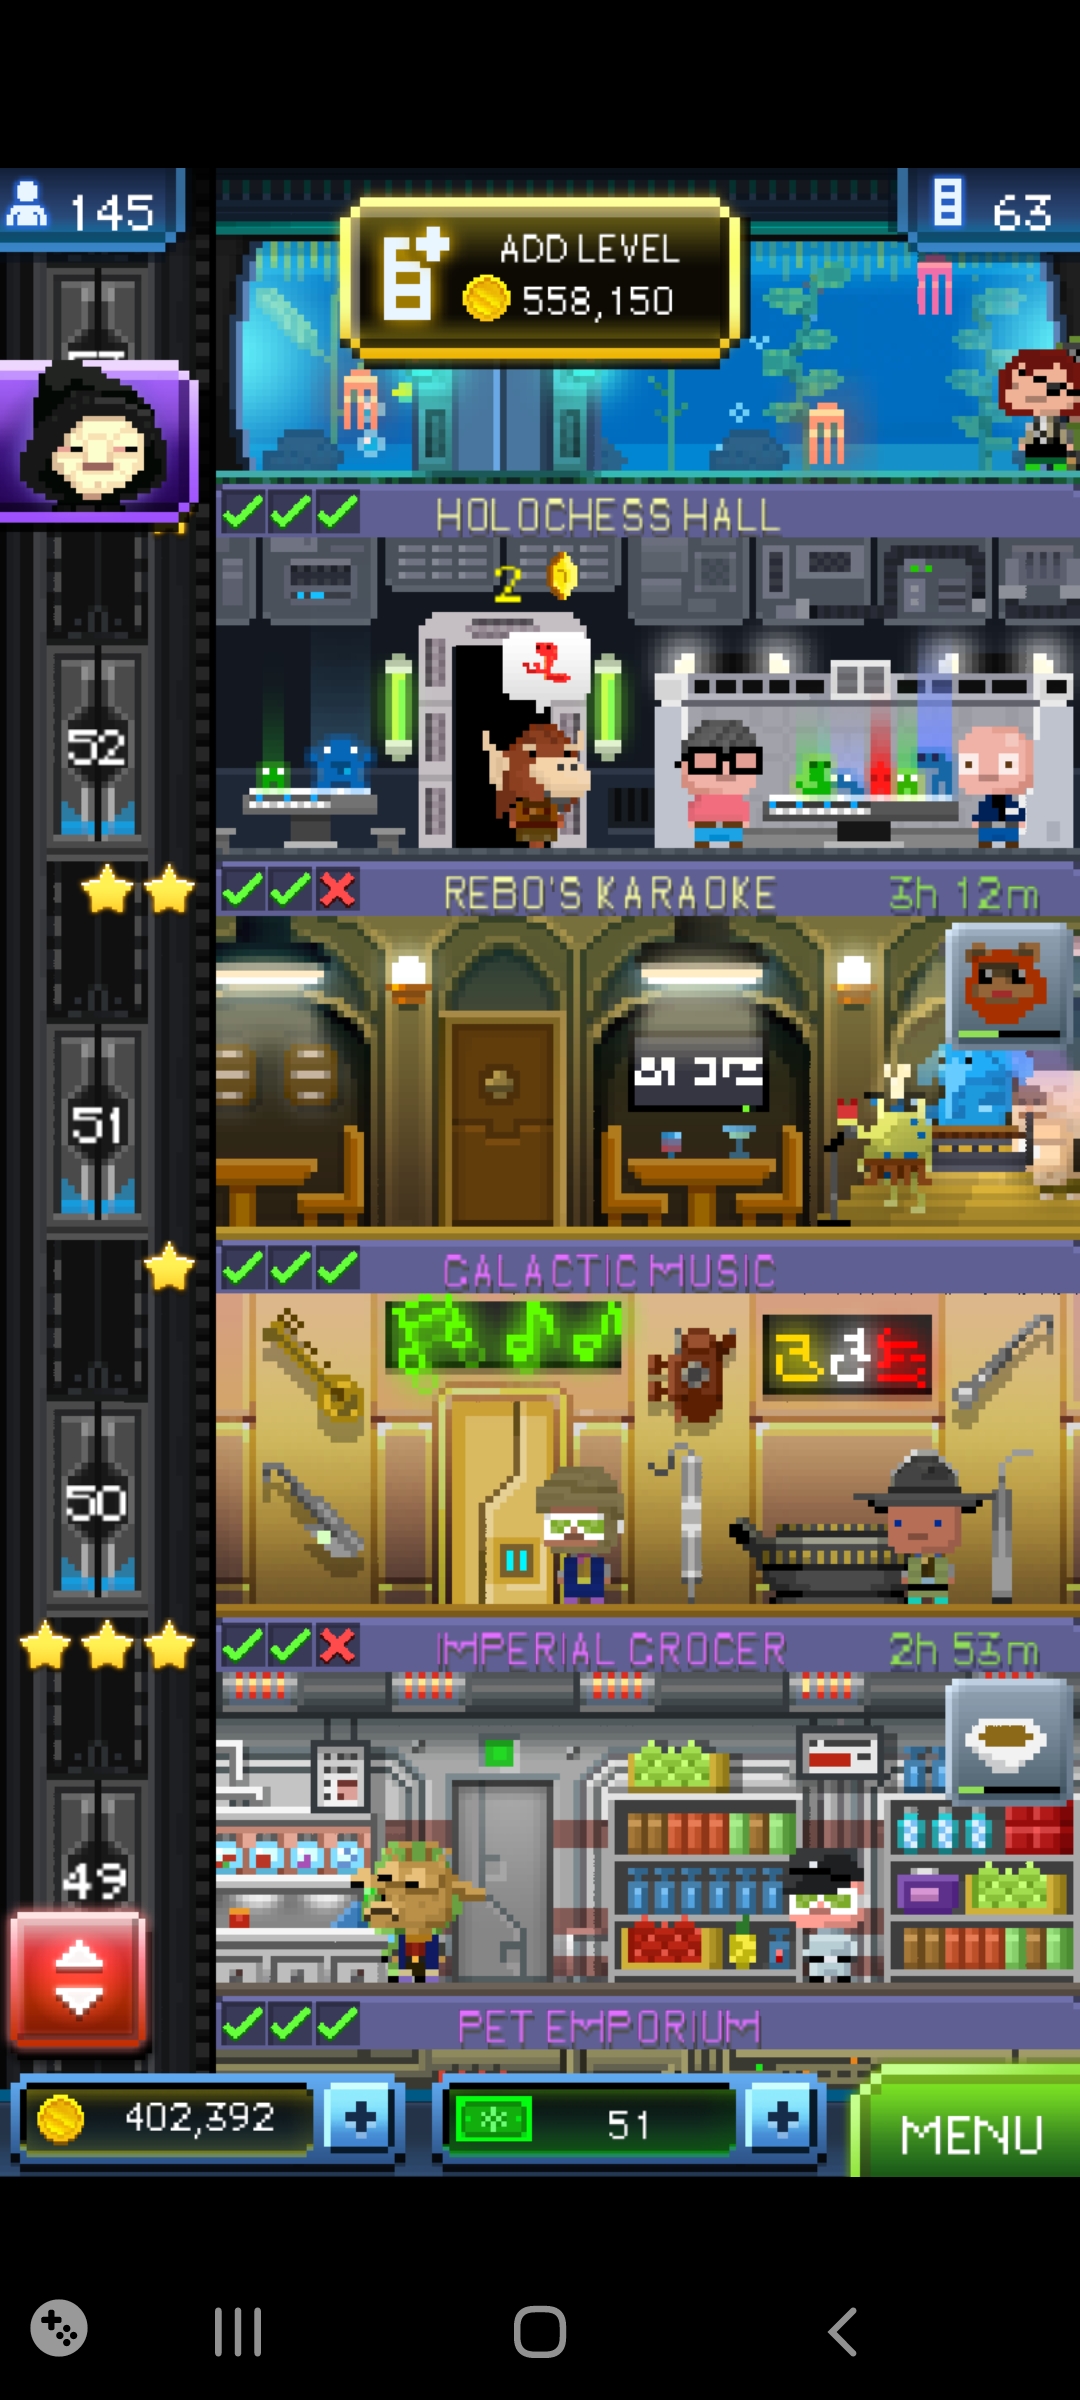 145
63
ADD LEVEL
558,150
HOLOCHESS HALL
2
52
REBO'S KARAOKE 3h 12m
51
GALACTIC MUSIC
50
IMPERIAL GROCER 2h 53m
49
PET EMPORIUM
402,392
51
MENU